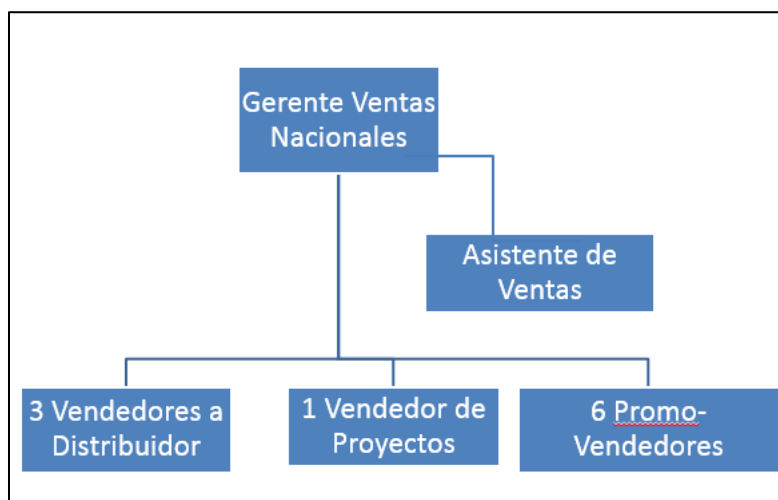 Gerente Ventas
Nacionales
Asistente de
Ventas
3 Vendedores a
Distribuidor
1 Vendedor de
Proyectos
6 Promo-
Vendedores